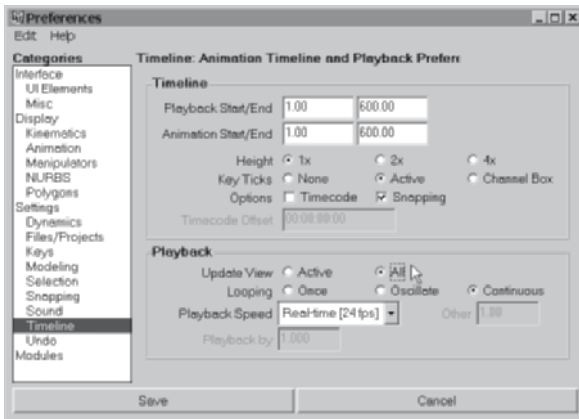 Preferences
Edit Help
Categories
Interface
UI Elements
Misc
Display
Kinematics
Animation
Manipulators
NURBS
Polygons
Settings
Dynamics
Files/Projects
Keys
Modeling
Selection
Snapping
Sound
Timeline
Undo
Modules
Timeline: Animation Timeline and Playback Prefere
Timeline
Playback Start/End 1.00 600.00
Animation Start/End 1.00 600.00
Height 1x 2x 4x
Key Ticks None Active Channel Box
Options Timecode Snapping
Timecode Offset 00:00:00:00
Playback
Update View Active All
Looping Once Oscillate Continuous
Playback Speed Real-time [24 fps] Other 1.00
Playback by 1.000
Save Cancel